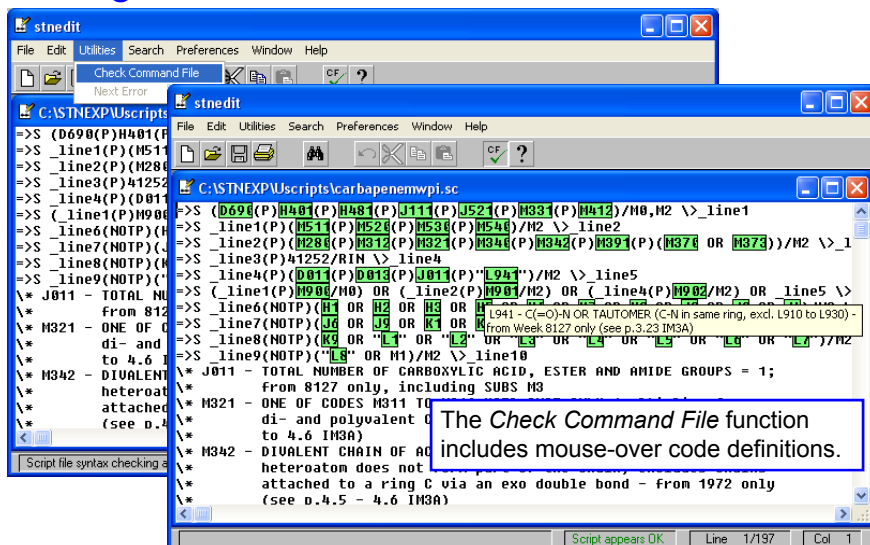 stnedit
File Edit Utilities Search Preferences Window Help
Check Command File
Next Error
CF
?
C:\STNEXP\Uscripts
=>S (D690(P)H401(P
=>S _line1(P)(M511
=>S _line2(P)(M280
=>S _line3(P)41252
=>S _line4(P)(D011
=>S (_line1(P)M900
=>S _line6(NOTP)(H
=>S _line7(NOTP)(J
=>S _line8(NOTP)(K
=>S _line9(NOTP)("
\* J011 - TOTAL NU
\* from 812
\* M321 - ONE OF C
\* di- and
\* to 4.6 I
\* M342 - DIVALENT
\* heteroat
\* attached
\* (see p.4
Script file syntax checking a
stnedit
File Edit Utilities Search Preferences Window Help
CF
?
C:\STNEXP\Uscripts\carbapenemwpi.sc
=>S (D690(P)H401(P)H481(P)J111(P)J521(P)M331(P)M412)/M0,M2 \>_line1
=>S _line1(P)(M511(P)M520(P)M530(P)M540)/M2 \>_line2
=>S _line2(P)(M280(P)M312(P)M321(P)M340(P)M342(P)M391(P)(M370 OR M373))/M2 \>_l
=>S _line3(P)41252/RIN \>_line4
=>S _line4(P)(D011(P)D013(P)J011(P)"L941")/M2 \>_line5
=>S (_line1(P)M900/M0) OR (_line2(P)M901/M2) OR (_line4(P)M902/M2) OR _line5 \>
=>S _line6(NOTP)(H1 OR H2 OR H3 OR
=>S _line7(NOTP)(J6 OR J9 OR K1 OR
L941 - C(=O)-N OR TAUTOMER (C-N in same ring, excl. L910 to L930) -
from Week 8127 only (see p.3.23 IM3A)
=>S _line8(NOTP)(K9 OR "L1" OR "L2" OR "L3" OR "L4" OR "L5" OR "L6" OR "L7")/M2
=>S _line9(NOTP)("L8" OR M1)/M2 \>_line10
\* J011 - TOTAL NUMBER OF CARBOXYLIC ACID, ESTER AND AMIDE GROUPS = 1;
\* from 8127 only, including SUBS M3
\* M321 - ONE OF CODES M311 TO
\* di- and polyvalent
\* to 4.6 IM3A)
\* M342 - DIVALENT CHAIN OF AC
\* heteroatom does not
\* attached to a ring C via an exo double bond - from 1972 only
\* (see p.4.5 - 4.6 IM3A)
The Check Command File function
includes mouse-over code definitions.
Script appears OK Line 1/197 Col 1